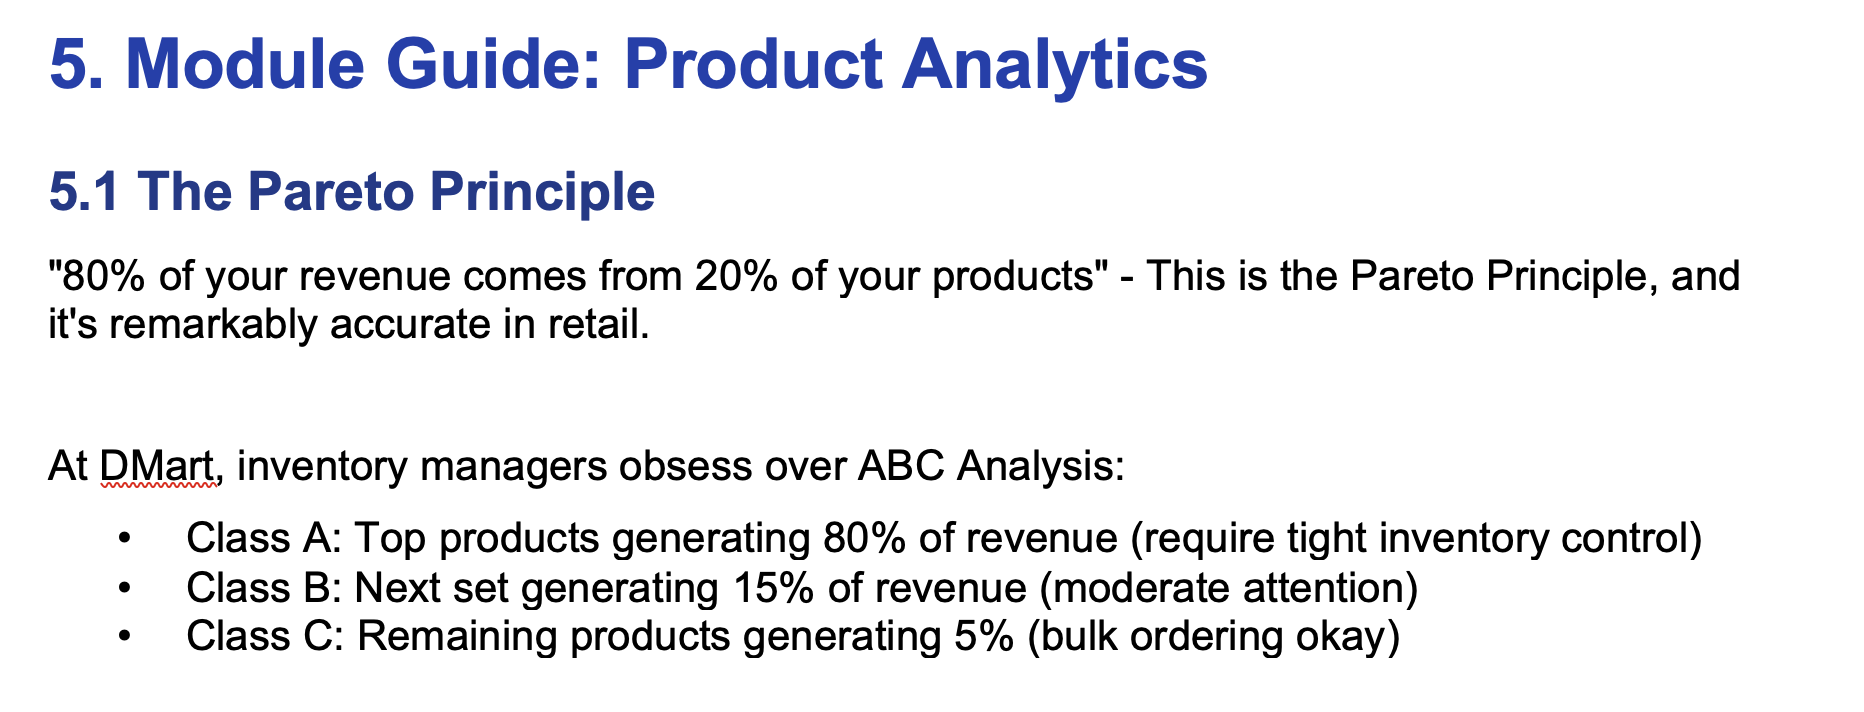 5. Module Guide: Product Analytics
5.1 The Pareto Principle
"80% of your revenue comes from 20% of your products" - This is the Pareto Principle, and
it's remarkably accurate in retail.
At DMart, inventory managers obsess over ABC Analysis:
• Class A: Top products generating 80% of revenue (require tight inventory control)
• Class B: Next set generating 15% of revenue (moderate attention)
• Class C: Remaining products generating 5% (bulk ordering okay)